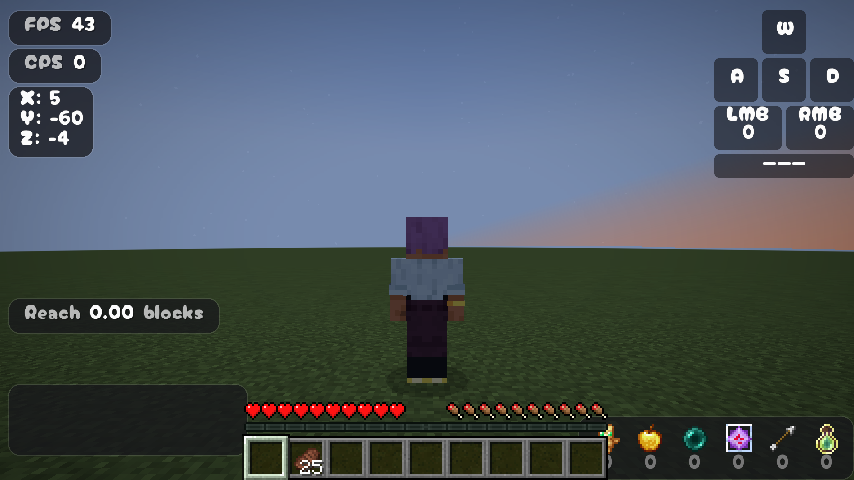 FPS 43
CPS 0
X: 5
Y: -60
Z: -4
W
A S D
LMB RMB
0 0
---
Reach 0.00 blocks
25
0 0 0 0 0